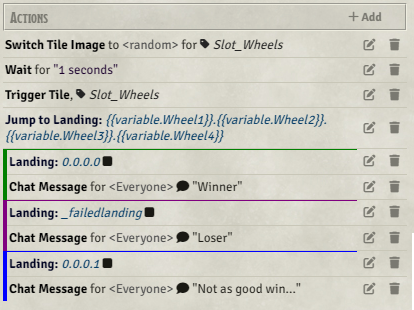 Actions + Add
Switch Tile Image to <random> for Slot_Wheels
Wait for "1 seconds"
Trigger Tile, Slot_Wheels
Jump to Landing: {{variable.Wheel1}}.{{variable.Wheel2}}.
{{variable.Wheel3}}.{{variable.Wheel4}}
Landing: 0.0.0.0
Chat Message for <Everyone> "Winner"
Landing: _failedlanding
Chat Message for <Everyone> "Loser"
Landing: 0.0.0.1
Chat Message for <Everyone> "Not as good win..."